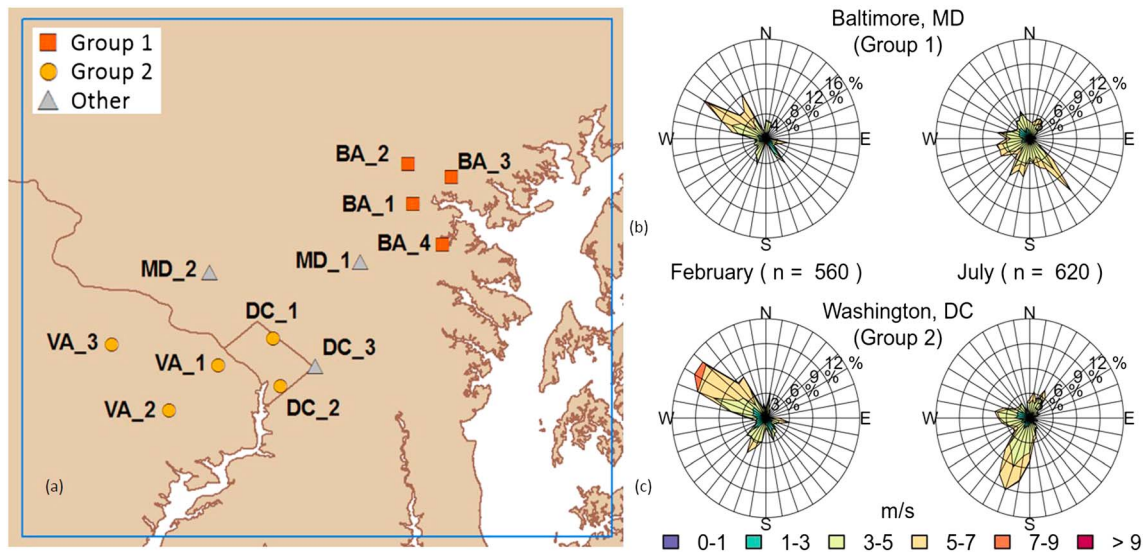 Group 1
Group 2
Other
BA_2
BA_3
BA_1
BA_4
MD_1
MD_2
DC_1
VA_3
VA_1
DC_3
VA_2
DC_2
(a)
(b)
Baltimore, MD
(Group 1)
N
W
E
S
4 %
8 %
12 %
16 %
N
W
E
S
3 %
6 %
9 %
12 %
February ( n = 560)
July ( n = 620 )
Washington, DC
(Group 2)
(c)
N
W
E
S
3 %
6 %
9 %
12 %
N
W
E
S
3 %
6 %
9 %
12 %
m/s
0-1
1-3
3-5
5-7
7-9
> 9